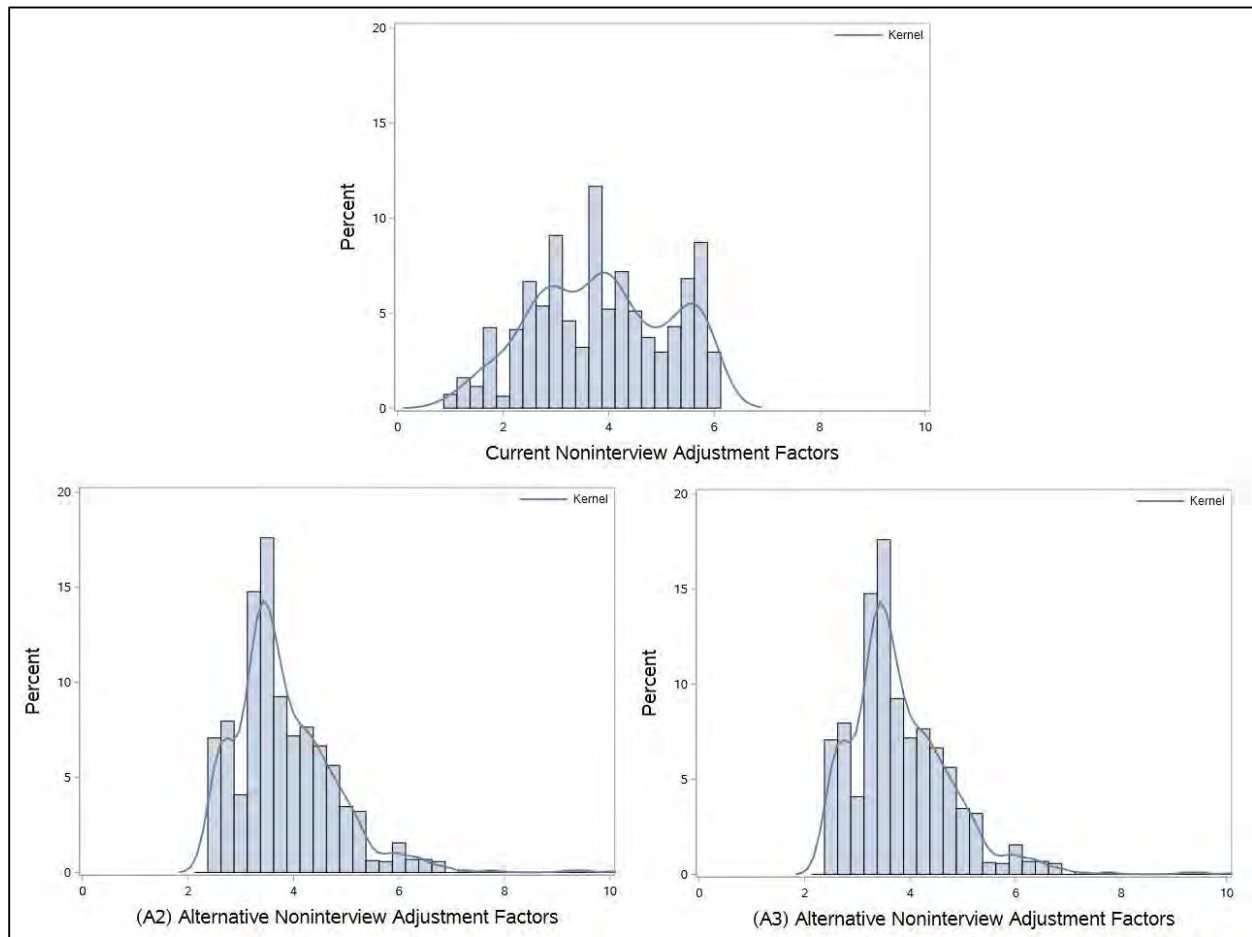 20
Kernel
15
Percent
10
5
0
0 2 4 6 8 10
Current Noninterview Adjustment Factors
20
Kernel
15
Percent
10
5
0
0 2 4 6 8 10
(A2) Alternative Noninterview Adjustment Factors
20
Kernel
15
Percent
10
5
0
0 2 4 6 8 10
(A3) Alternative Noninterview Adjustment Factors